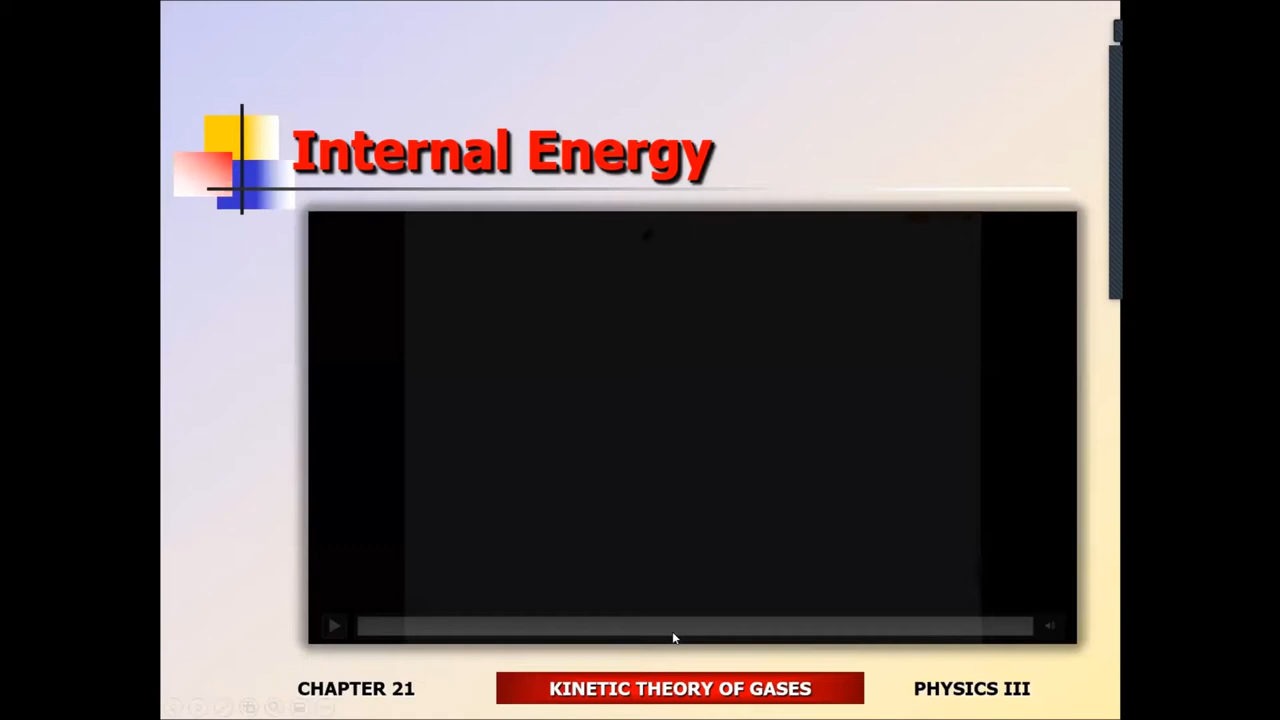 Internal Energy
CHAPTER 21
KINETIC THEORY OF GASES
PHYSICS III